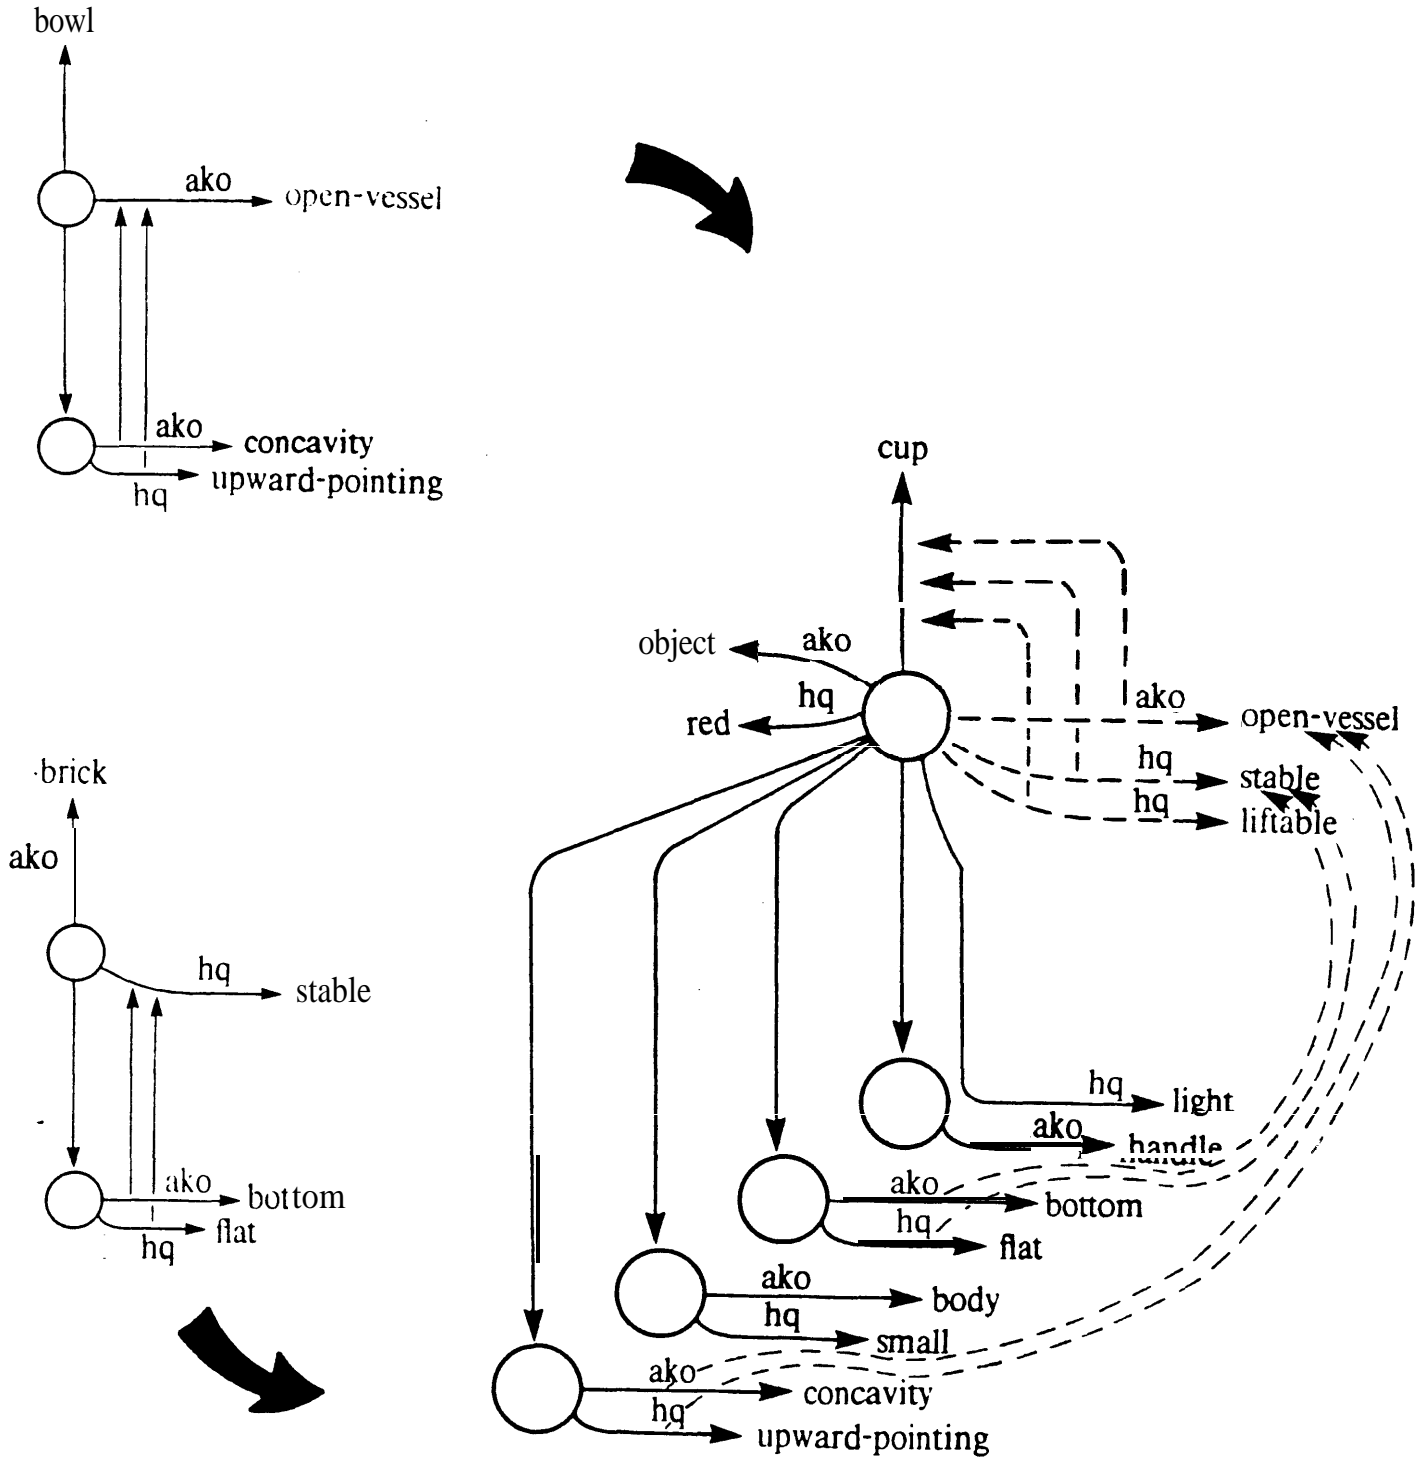 bowl
ako
open-vessel
ako
concavity
upward-pointing
hq
cup
object
ako
hq
red
ako
open-vessel
hq
stable
hq
liftable
brick
ako
hq
stable
ako
bottom
flat
hq
hq
light
ako
handle
ako
bottom
hq
flat
ako
body
hq
small
ako
concavity
hq
upward-pointing